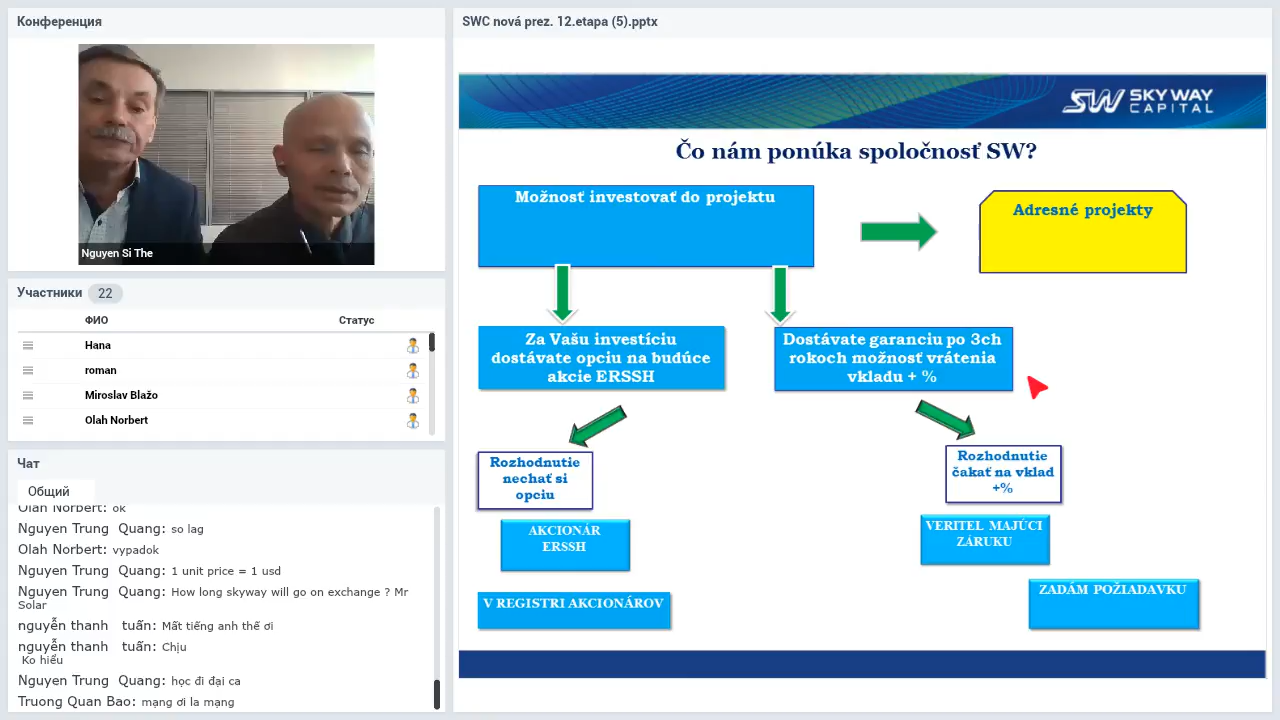 Конференция
Nguyen Si The
Участники 22
ФИО Статус
Hana
roman
Miroslav Blažo
Olah Norbert
Чат
Общий
Olah Norbert: ok
Nguyen Trung Quang: so lag
Olah Norbert: vypadok
Nguyen Trung Quang: 1 unit price = 1 usd
Nguyen Trung Quang: How long skyway will go on exchange ? Mr
Solar
nguyễn thanh tuấn: Mất tiếng anh thế ơi
nguyễn thanh tuấn: Chịu
Ko hiểu
Nguyen Trung Quang: học đi đại ca
Truong Quan Bao: mạng ơi la mạng
SWC nová prez. 12.etapa (5).pptx
SW SKY WAY
CAPITAL
Čo nám ponúka spoločnosť SW?
Možnosť investovať do projektu
Adresné projekty
Za Vašu investíciu
dostávate opciu na budúce
akcie ERSSH
Dostávate garanciu po 3ch
rokoch možnosť vrátenia
vkladu + %
Rozhodnutie
nechať si
opciu
Rozhodnutie
čakať na vklad
+%
AKCIONÁR
ERSSH
VERITEL MAJÚCI
ZÁRUKU
V REGISTRI AKCIONÁROV
ZADÁM POŽIADAVKU